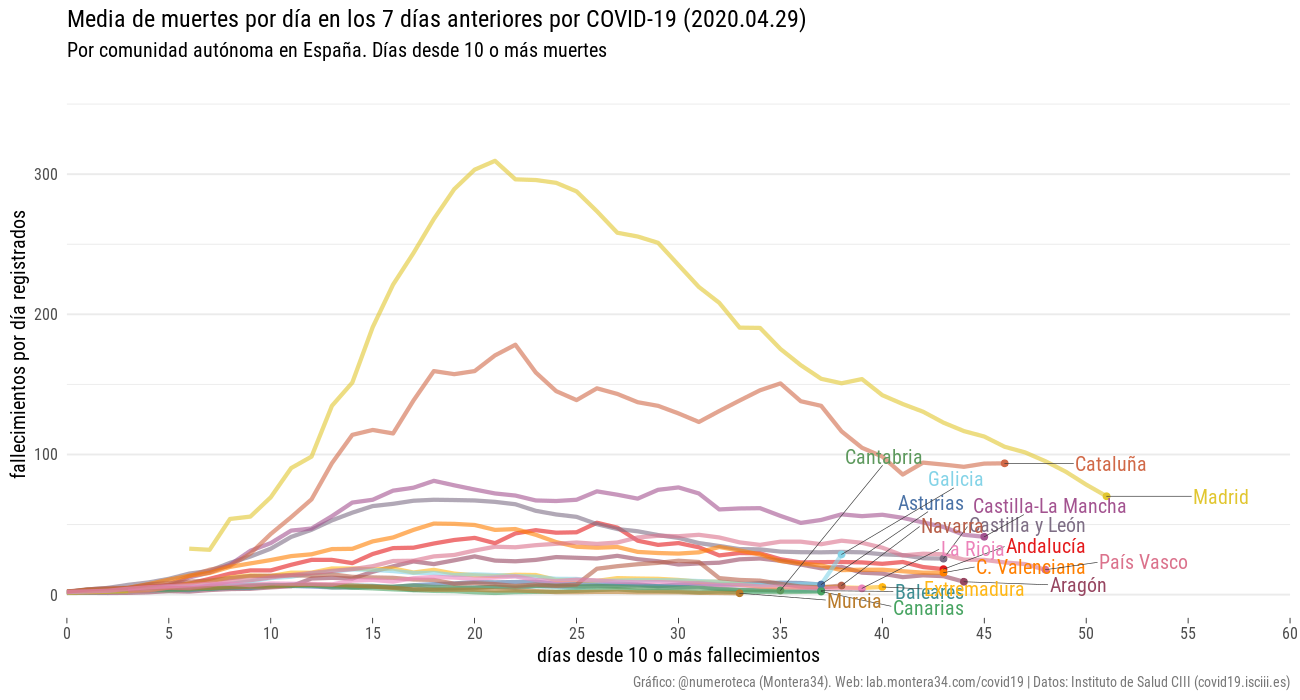 Media de muertes por día en los 7 días anteriores por COVID-19 (2020.04.29)
Por comunidad autónoma en España. Días desde 10 o más muertes
fallecimientos por día registrados
300
200
100
0
Cantabria
Cataluña
Galicia
Madrid
Asturias
Castilla-La Mancha
Navarra
Castilla y León
La Rioja
Andalucía
C. Valenciana
País Vasco
Aragón
Baleares
Extremadura
Murcia
Canarias
0 5 10 15 20 25 30 35 40 45 50 55 60
días desde 10 o más fallecimientos
Gráfico: @numeroteca (Montera34). Web: lab.montera34.com/covid19 | Datos: Instituto de Salud CIII (covid19.isciii.es)